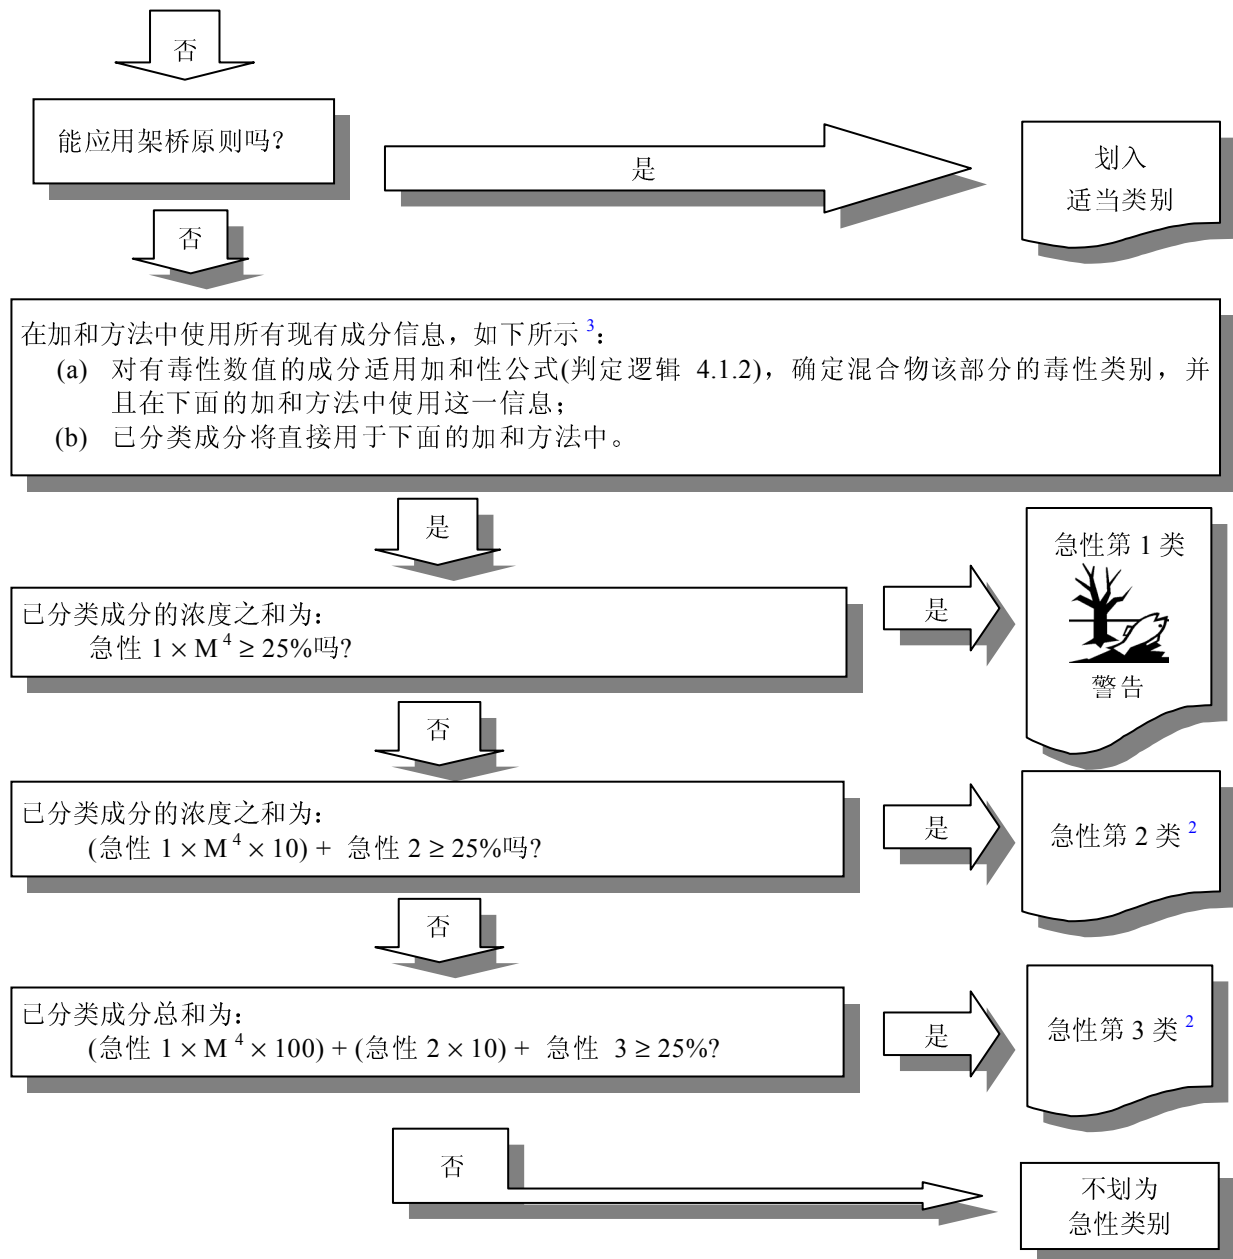 否
能应用架桥原则吗?
是
划入
适当类别
否
在加和方法中使用所有现有成分信息，如下所示 3：
(a) 对有毒性数值的成分适用加和性公式(判定逻辑 4.1.2)，确定混合物该部分的毒性类别，并
且在下面的加和方法中使用这一信息；
(b) 已分类成分将直接用于下面的加和方法中。
是
已分类成分的浓度之和为：
急性 1 × M 4 ≥ 25%吗?
是
急性第 1 类
警告
否
已分类成分的浓度之和为：
(急性 1 × M 4 × 10) + 急性 2 ≥ 25%吗?
是
急性第 2 类 2
否
已分类成分总和为：
(急性 1 × M 4 × 100) + (急性 2 × 10) + 急性 3 ≥ 25%?
是
急性第 3 类 2
否
不划为
急性类别